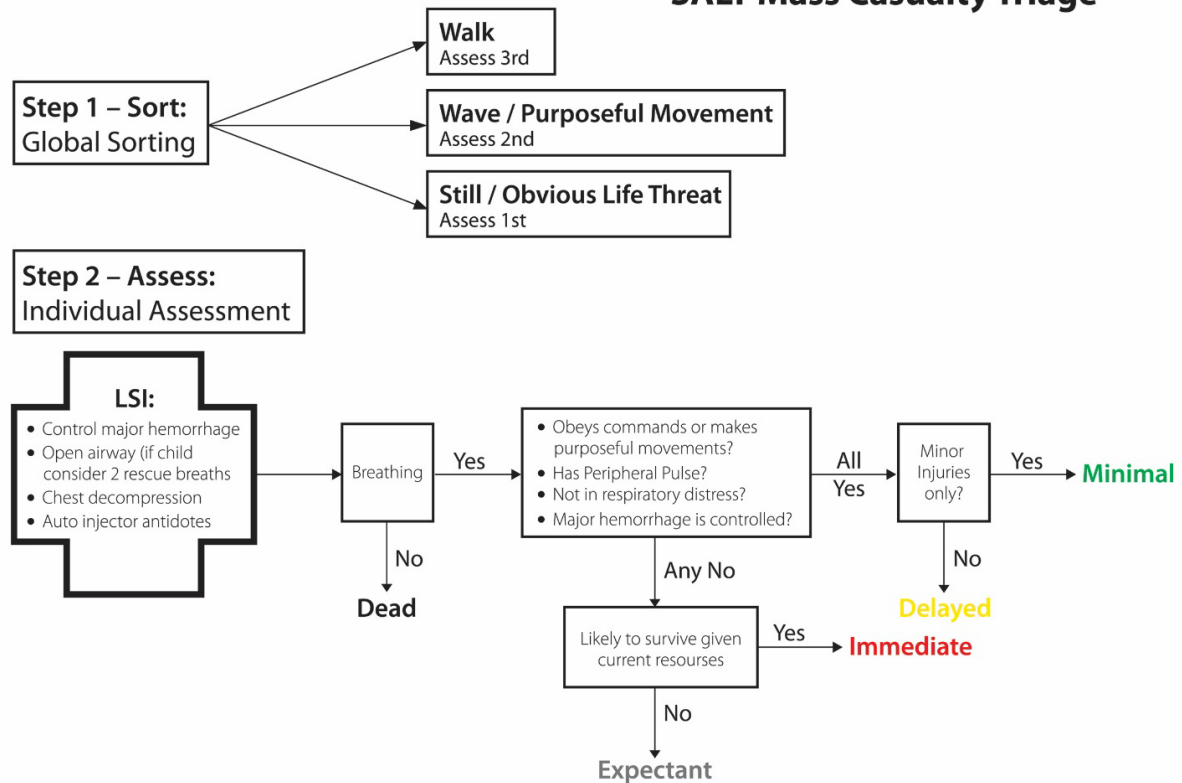 SALT Mass Casualty Triage
Walk
Assess 3rd
Step 1 – Sort:
Global Sorting
Wave / Purposeful Movement
Assess 2nd
Still / Obvious Life Threat
Assess 1st
Step 2 – Assess:
Individual Assessment
LSI:
• Control major hemorrhage
• Open airway (if child
consider 2 rescue breaths
• Chest decompression
• Auto injector antidotes
Breathing
Yes
No
Dead
• Obeys commands or makes
purposeful movements?
• Has Peripheral Pulse?
• Not in respiratory distress?
• Major hemorrhage is controlled?
All
Yes
Minor
Injuries
only?
Yes
Minimal
No
Delayed
Any No
Likely to survive given
current resourses
Yes
Immediate
No
Expectant